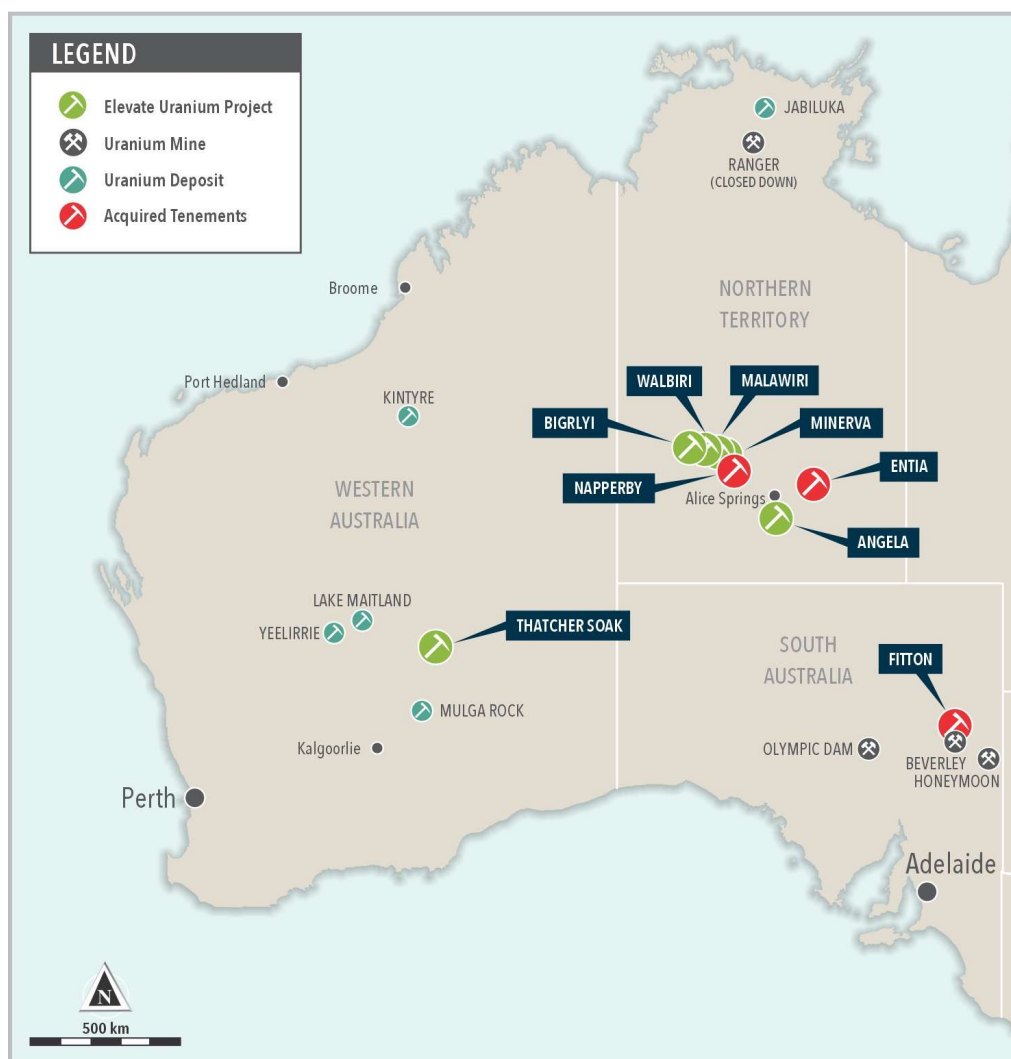 LEGEND
Elevate Uranium Project
Uranium Mine
Uranium Deposit
Acquired Tenements
JABILUKA
RANGER
(CLOSED DOWN)
Broome
NORTHERN
TERRITORY
Port Hedland
KINTYRE
WALBIRI
MALAWIRI
BIGRLYI
MINERVA
ENTIA
NAPPERBY
Alice Springs
WESTERN
AUSTRALIA
ANGELA
LAKE MAITLAND
YEELIRRIE
THATCHER SOAK
SOUTH
AUSTRALIA
FITTON
MULGA ROCK
Kalgoorlie
OLYMPIC DAM
BEVERLEY
HONEYMOON
Perth
Adelaide
N
500 km